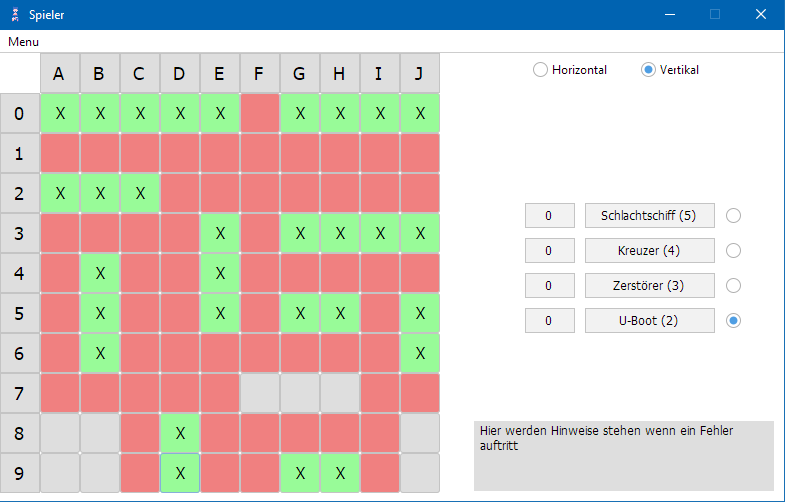 Spieler
Menu
A B C D E F G H I J
Horizontal Vertikal
0 X X X X X X X X X
1
2 X X X
3 X X X X X
4 X X
5 X X X X X
6 X X
7
8 X
9 X X X
0 Schlachtschiff (5)
0 Kreuzer (4)
0 Zerstörer (3)
0 U-Boot (2)
Hier werden Hinweise stehen wenn ein Fehler
auftritt